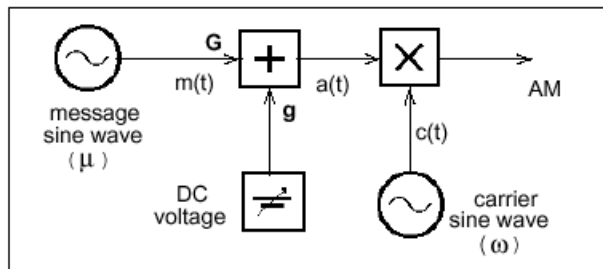 G
m(t)
a(t)
AM
message
sine wave
(μ)
g
c(t)
DC
voltage
carrier
sine wave
(ω)